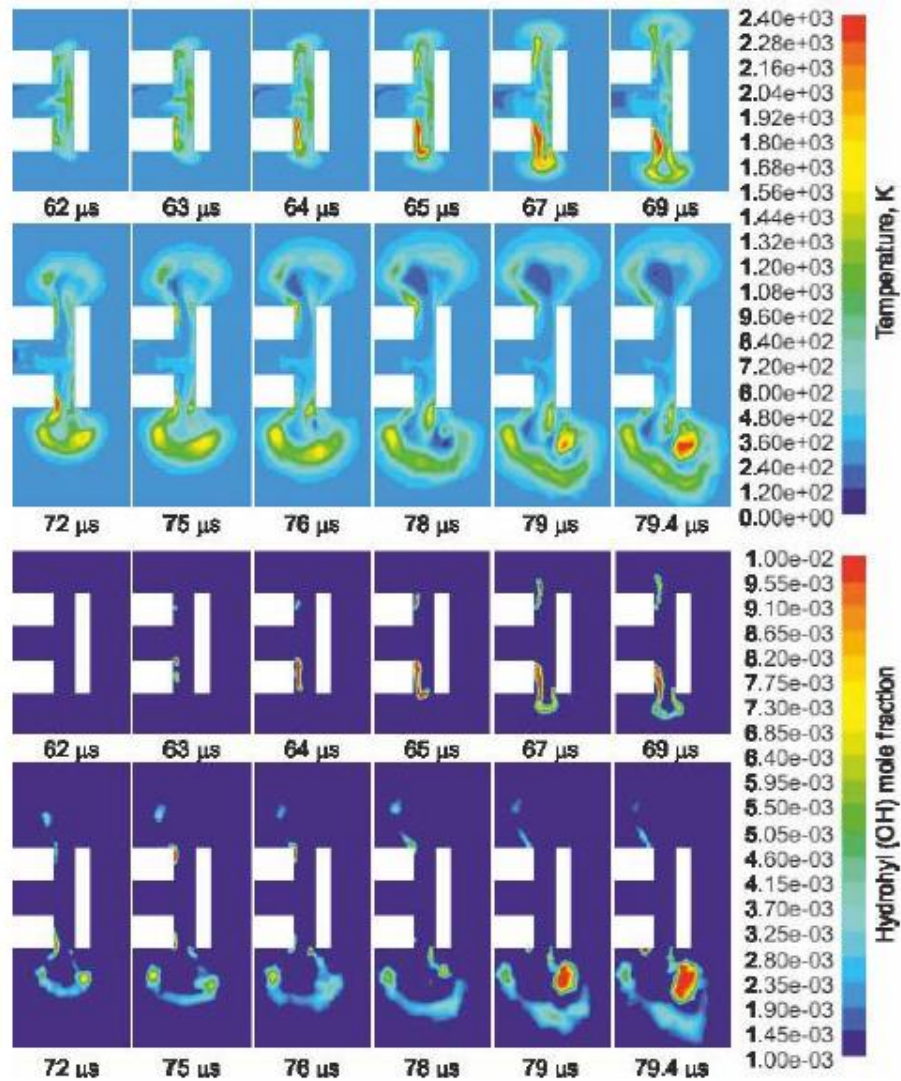 62 µs 63 µs 64 µs 65 µs 67 µs 69 µs
72 µs 75 µs 76 µs 78 µs 79 µs 79.4 µs
2.40e+03
2.28e+03
2.16e+03
2.04e+03
1.92e+03
1.80e+03
1.68e+03
1.56e+03
1.44e+03
1.32e+03
1.20e+03
1.08e+03
9.60e+02
8.40e+02
7.20e+02
6.00e+02
4.80e+02
3.60e+02
2.40e+02
1.20e+02
0.00e+00
Temperature, K
62 µs 63 µs 64 µs 65 µs 67 µs 69 µs
72 µs 75 µs 76 µs 78 µs 79 µs 79.4 µs
1.00e-02
9.55e-03
9.10e-03
8.65e-03
8.20e-03
7.75e-03
7.30e-03
6.85e-03
6.40e-03
5.95e-03
5.50e-03
5.05e-03
4.60e-03
4.15e-03
3.70e-03
3.25e-03
2.80e-03
2.35e-03
1.90e-03
1.45e-03
1.00e-03
Hydrohyl (OH) mole fraction